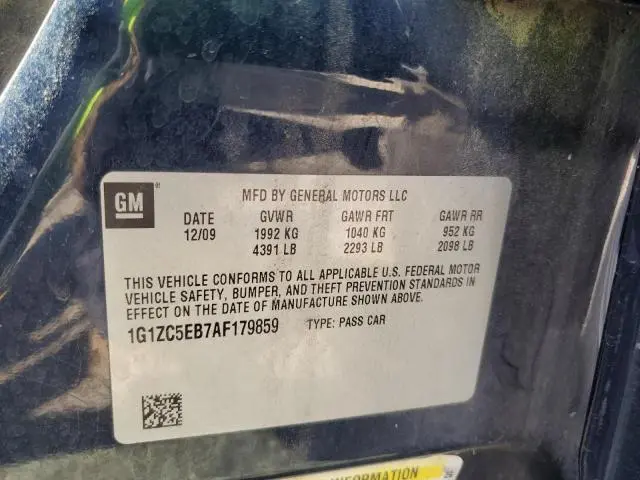 GM®
MFD BY GENERAL MOTORS LLC
DATE GVWR GAWR FRT GAWR RR
12/09 1992 KG 1040 KG 952 KG
4391 LB 2293 LB 2098 LB
THIS VEHICLE CONFORMS TO ALL APPLICABLE U.S. FEDERAL MOTOR
VEHICLE SAFETY, BUMPER, AND THEFT PREVENTION STANDARDS IN
EFFECT ON THE DATE OF MANUFACTURE SHOWN ABOVE.
1G1ZC5EB7AF179859 TYPE: PASS CAR
INFORMATION